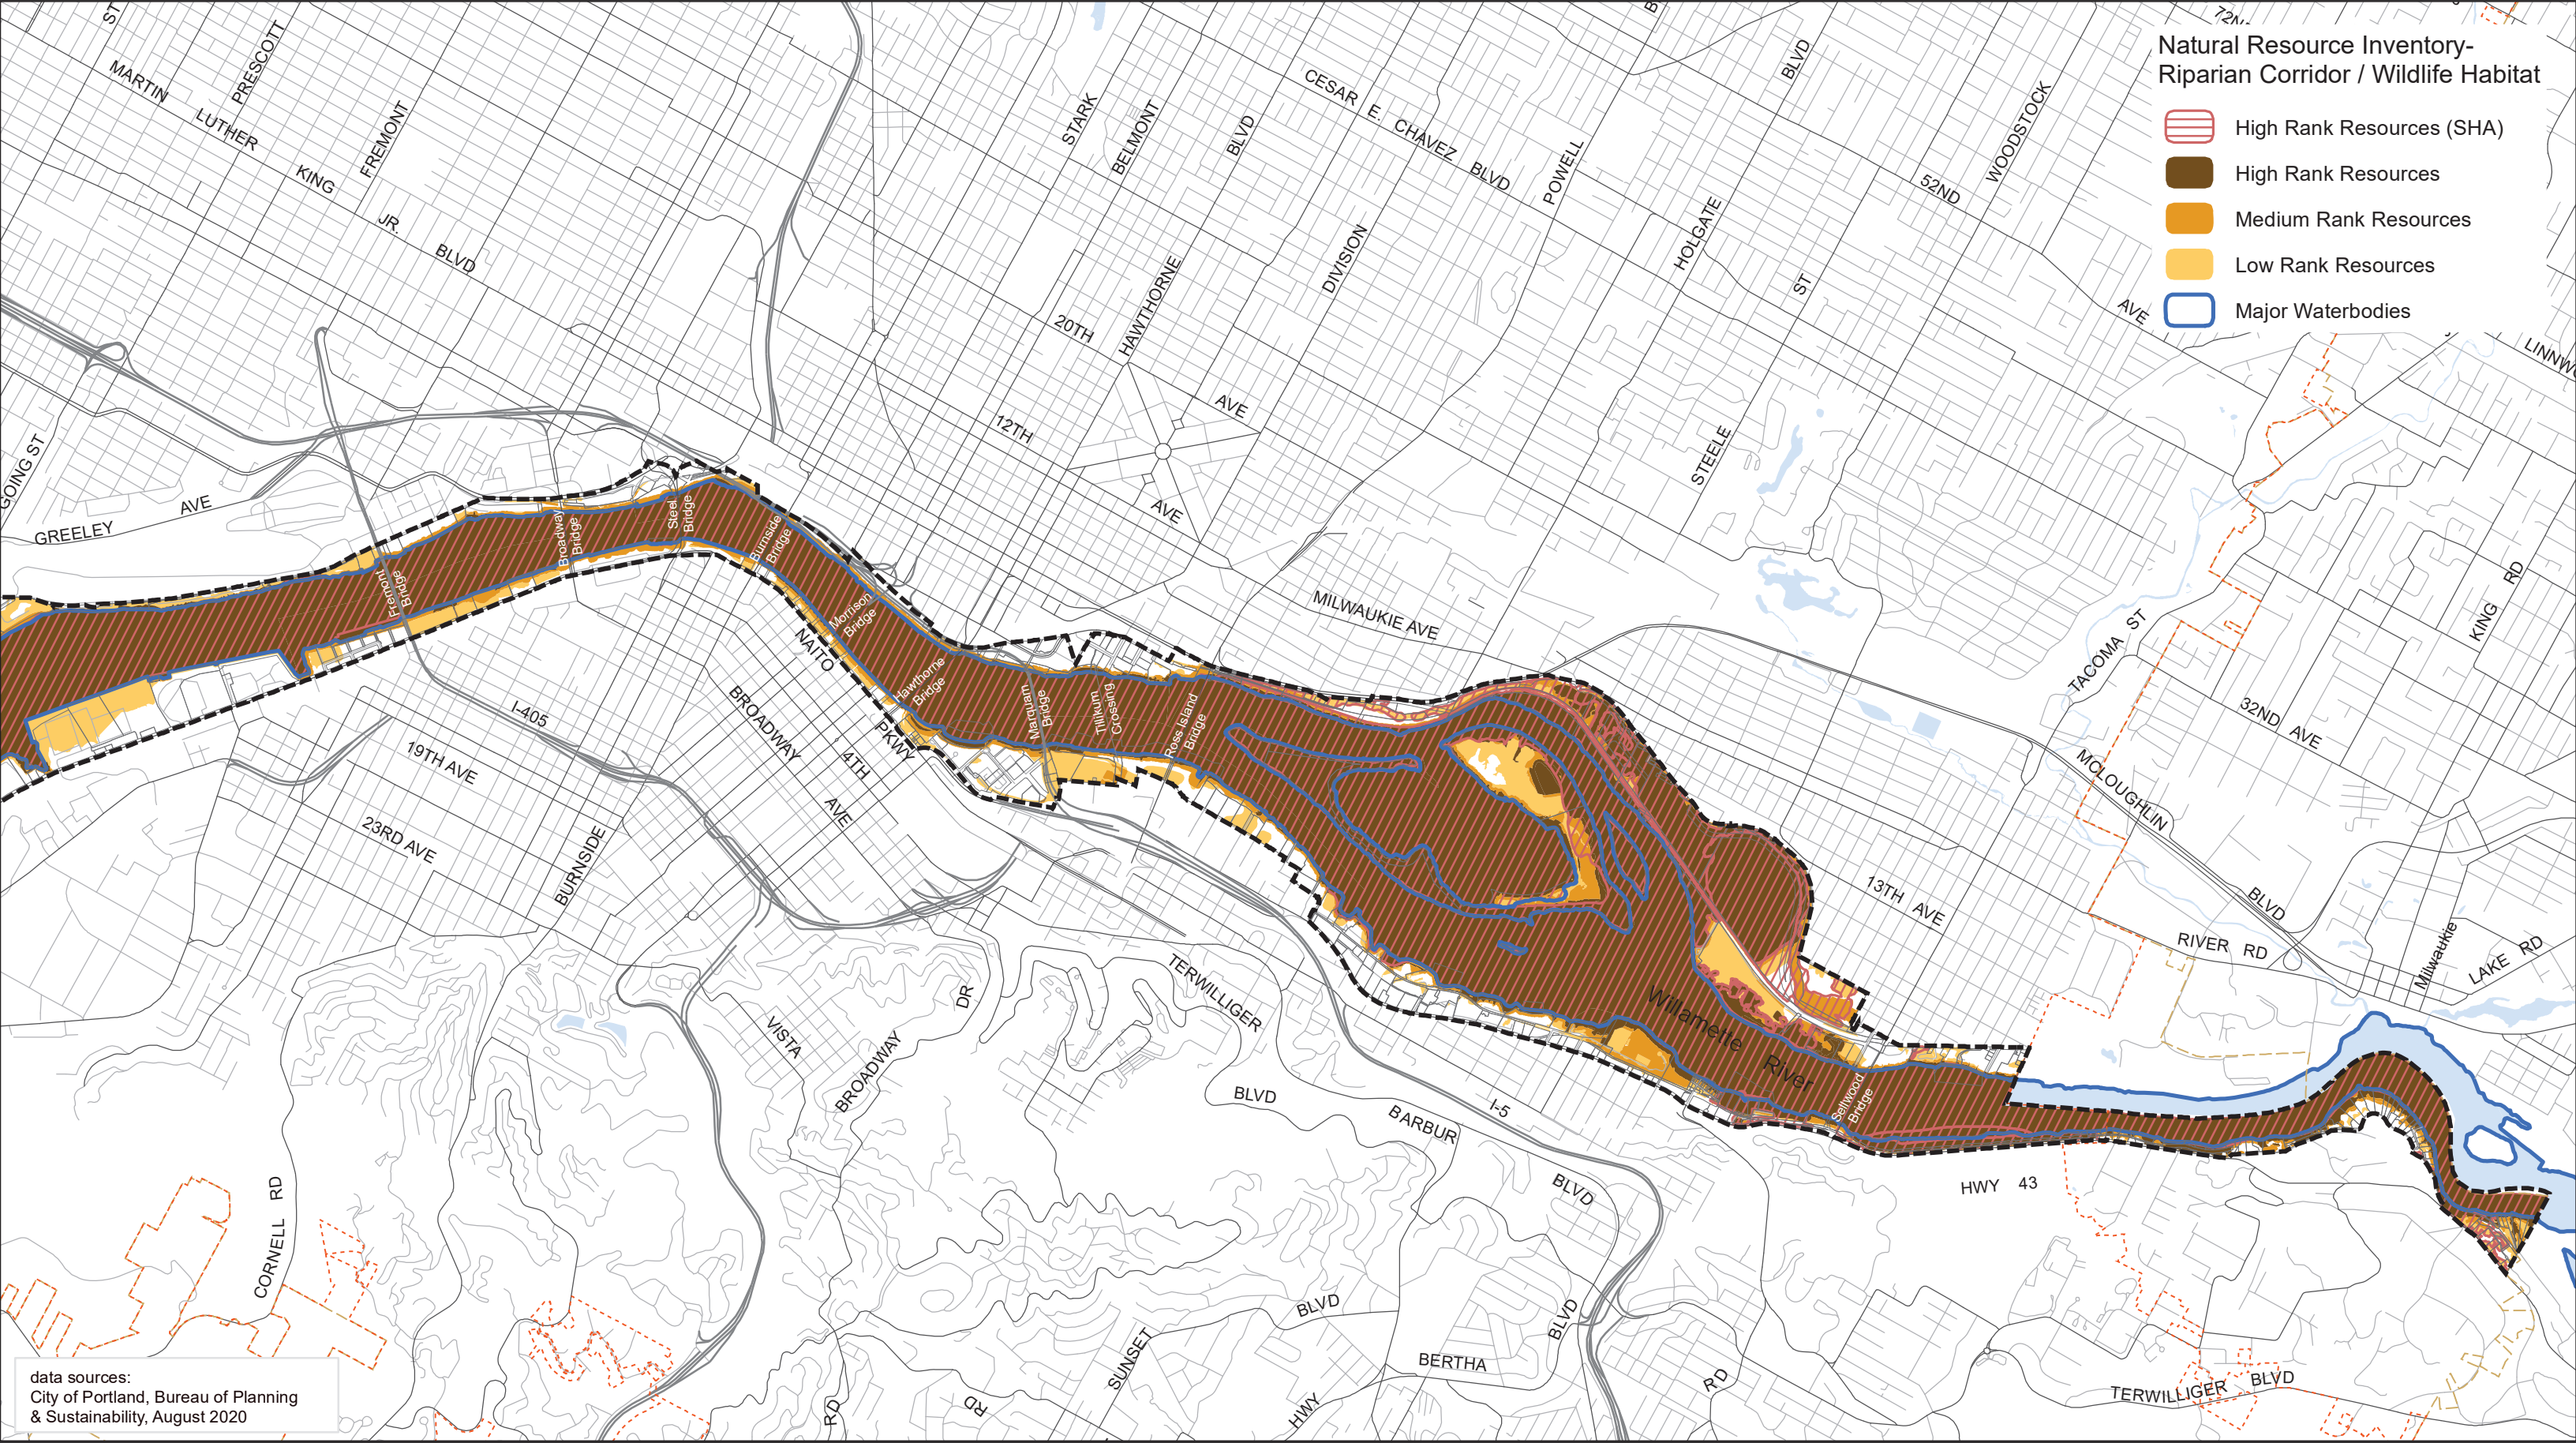 Natural Resource Inventory-
Riparian Corridor / Wildlife Habitat
High Rank Resources (SHA)
High Rank Resources
Medium Rank Resources
Low Rank Resources
Major Waterbodies
ST
PRESCOTT
MARTIN LUTHER KING JR. BLVD
FREMONT
STARK
BELMONT
BLVD
CESAR E. CHAVEZ BLVD
POWELL
BLVD
WOODSTOCK
52ND
AVE
HOLGATE
ST
DIVISION
HAWTHORNE
20TH
AVE
12TH
AVE
STEELE
GOING ST
GREELEY AVE
MILWAUKIE AVE
TACOMA ST
KING RD
32ND AVE
MCLOUGHLIN
BLVD
13TH AVE
RIVER RD
Milwaukie
LAKE RD
Fremont
Bridge
Broadway
Bridge
Steel
Bridge
Burnside
Bridge
Morrison
Bridge
Hawthorne
Bridge
Marquam
Bridge
Tilikum
Crossing
Ross Island
Bridge
Willamette River
Sellwood
Bridge
NAITO
PKWY
BROADWAY
4TH
AVE
I-405
19TH AVE
23RD AVE
BURNSIDE
VISTA
BROADWAY
DR
TERWILLIGER
BLVD
BARBUR
BLVD
I-5
HWY 43
CORNELL RD
RD
RD
SUNSET
BLVD
HWY
BERTHA
BLVD
RD
TERWILLIGER BLVD
data sources:
City of Portland, Bureau of Planning
& Sustainability, August 2020